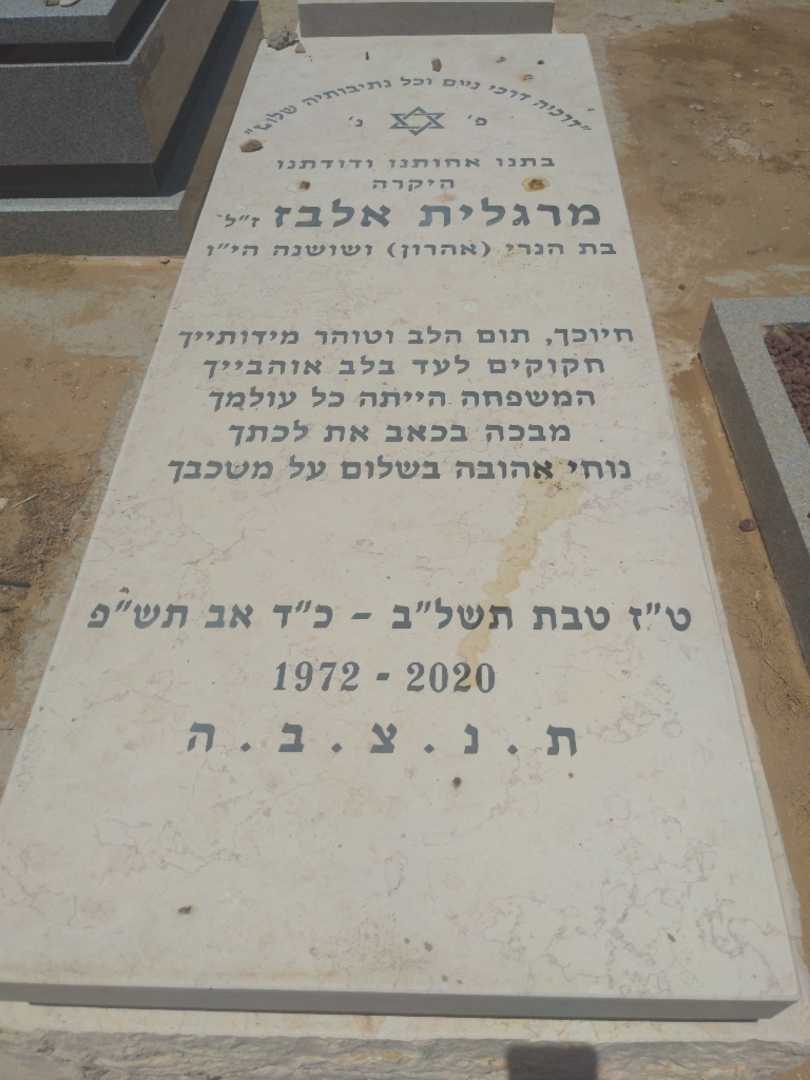 "דרכיה דרכי נעם וכל נתיבותיה שלום"
פ' נ'
בתנו אחותנו ודודתנו
היקרה
מרגלית אלבז ז"ל
בת הנרי (אהרון) ושושנה הי"ו
חיוכך, תום הלב וטוהר מידותייך
חקוקים לעד בלב אוהבייך
המשפחה הייתה כל עולמך
מבכה בכאב את לכתך
נוחי אהובה בשלום על משכבך
ט"ז טבת תשל"ב - כ"ד אב תש"פ
1972 - 2020
ת . נ . צ . ב . ה